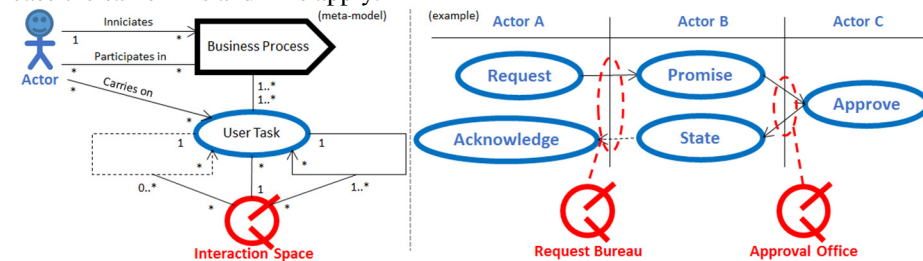 (meta-model)
Inniciates
1
*
Business Process
Participates in
*
*
Actor
Carries on
*
*
1..*
1..*
User Task
1
1
*
*
*
0..*
1
1..*
*
*
Interaction Space
(example)
Actor A
Actor B
Actor C
Request
Promise
Approve
Acknowledge
State
Request Bureau
Approval Office